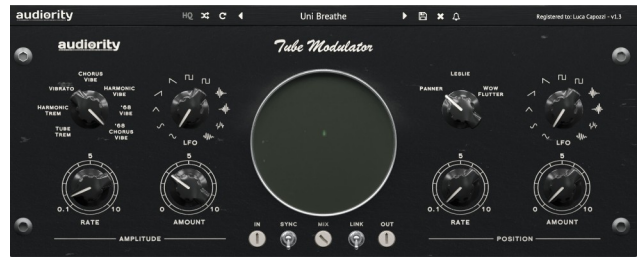 audiority
HQ
Uni Breathe
Registered to: Luca Capozzi - v1.3
audiority
Tube Modulator
CHORUS
VIBE
VIBRATO
HARMONIC
VIBE
HARMONIC
TREM
'68
VIBE
TUBE
TREM
'68
CHORUS
VIBE
LFO
LESLIE
PANNER
WOW
FLUTTER
LFO
5
0.1
10
RATE
5
0
10
AMOUNT
AMPLITUDE
IN
SYNC
MIX
LINK
OUT
5
0.1
10
RATE
5
0
10
AMOUNT
POSITION